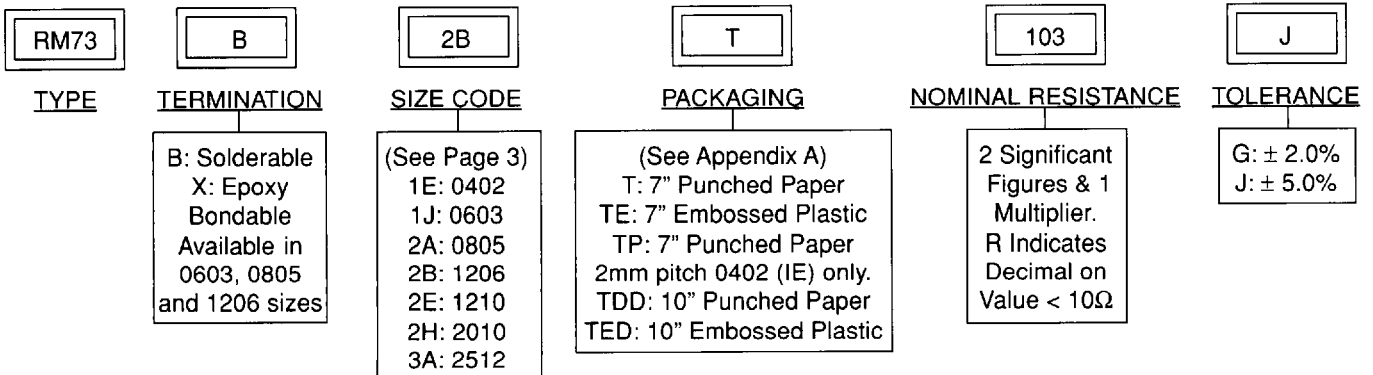 RM73 B 2B T 103 J
TYPE TERMINATION SIZE CODE PACKAGING NOMINAL RESISTANCE TOLERANCE
B: Solderable
X: Epoxy
Bondable
Available in
0603, 0805
and 1206 sizes
(See Page 3)
1E: 0402
1J: 0603
2A: 0805
2B: 1206
2E: 1210
2H: 2010
3A: 2512
(See Appendix A)
T: 7" Punched Paper
TE: 7" Embossed Plastic
TP: 7" Punched Paper
2mm pitch 0402 (IE) only.
TDD: 10" Punched Paper
TED: 10" Embossed Plastic
2 Significant
Figures & 1
Multiplier.
R Indicates
Decimal on
Value < 10Ω
G: ± 2.0%
J: ± 5.0%